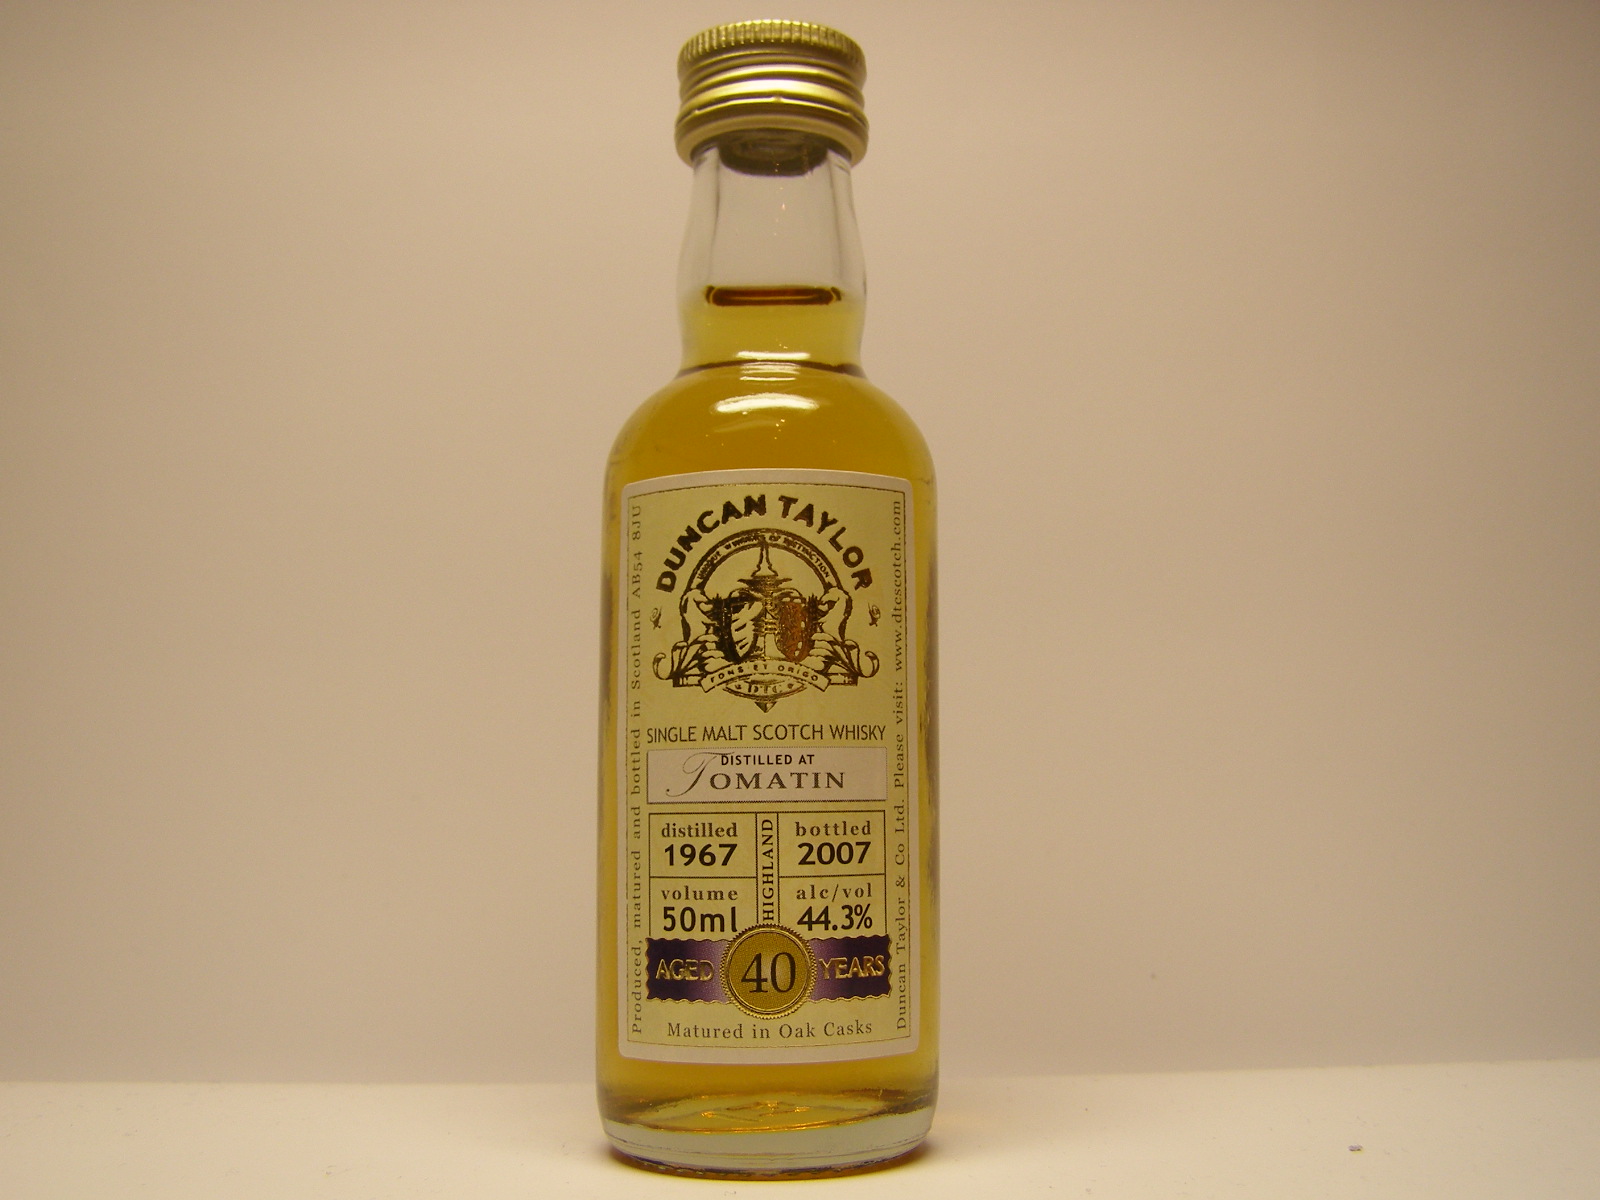 DUNCAN TAYLOR
FONS ET ORIGO
DTC
SINGLE MALT SCOTCH WHISKY
DISTILLED AT
TOMATIN
distilled
1967
HIGHLAND
bottled
2007
volume
50ml
alc/vol
44.3%
AGED 40 YEARS
Matured in Oak Casks
Produced, matured and bottled in Scotland AB54 8JU
Duncan Taylor & Co Ltd. Please visit: www.dtcscotch.com